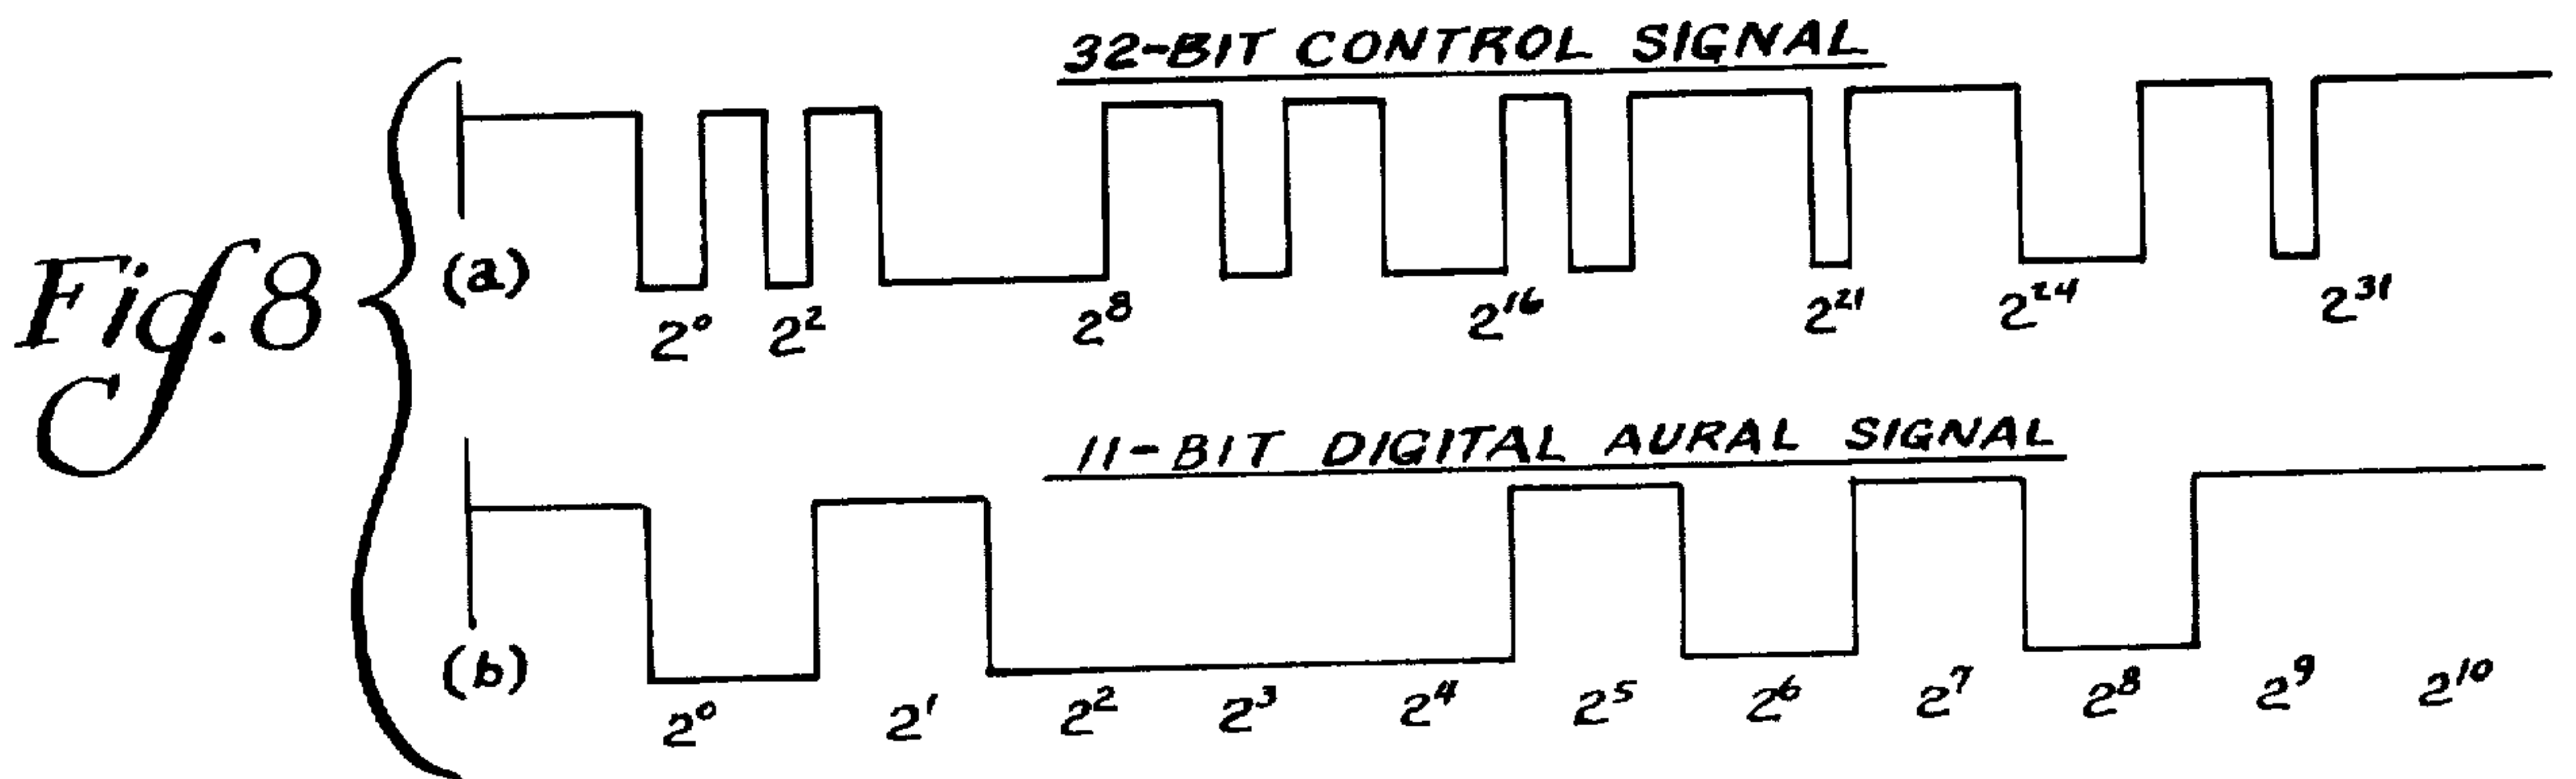 Fig. 8
32-BIT CONTROL SIGNAL
(a)
2⁰ 2² 2⁸ 2¹⁶ 2²¹ 2²⁴ 2³¹
11-BIT DIGITAL AURAL SIGNAL
(b)
2⁰ 2¹ 2² 2³ 2⁴ 2⁵ 2⁶ 2⁷ 2⁸ 2⁹ 2¹⁰